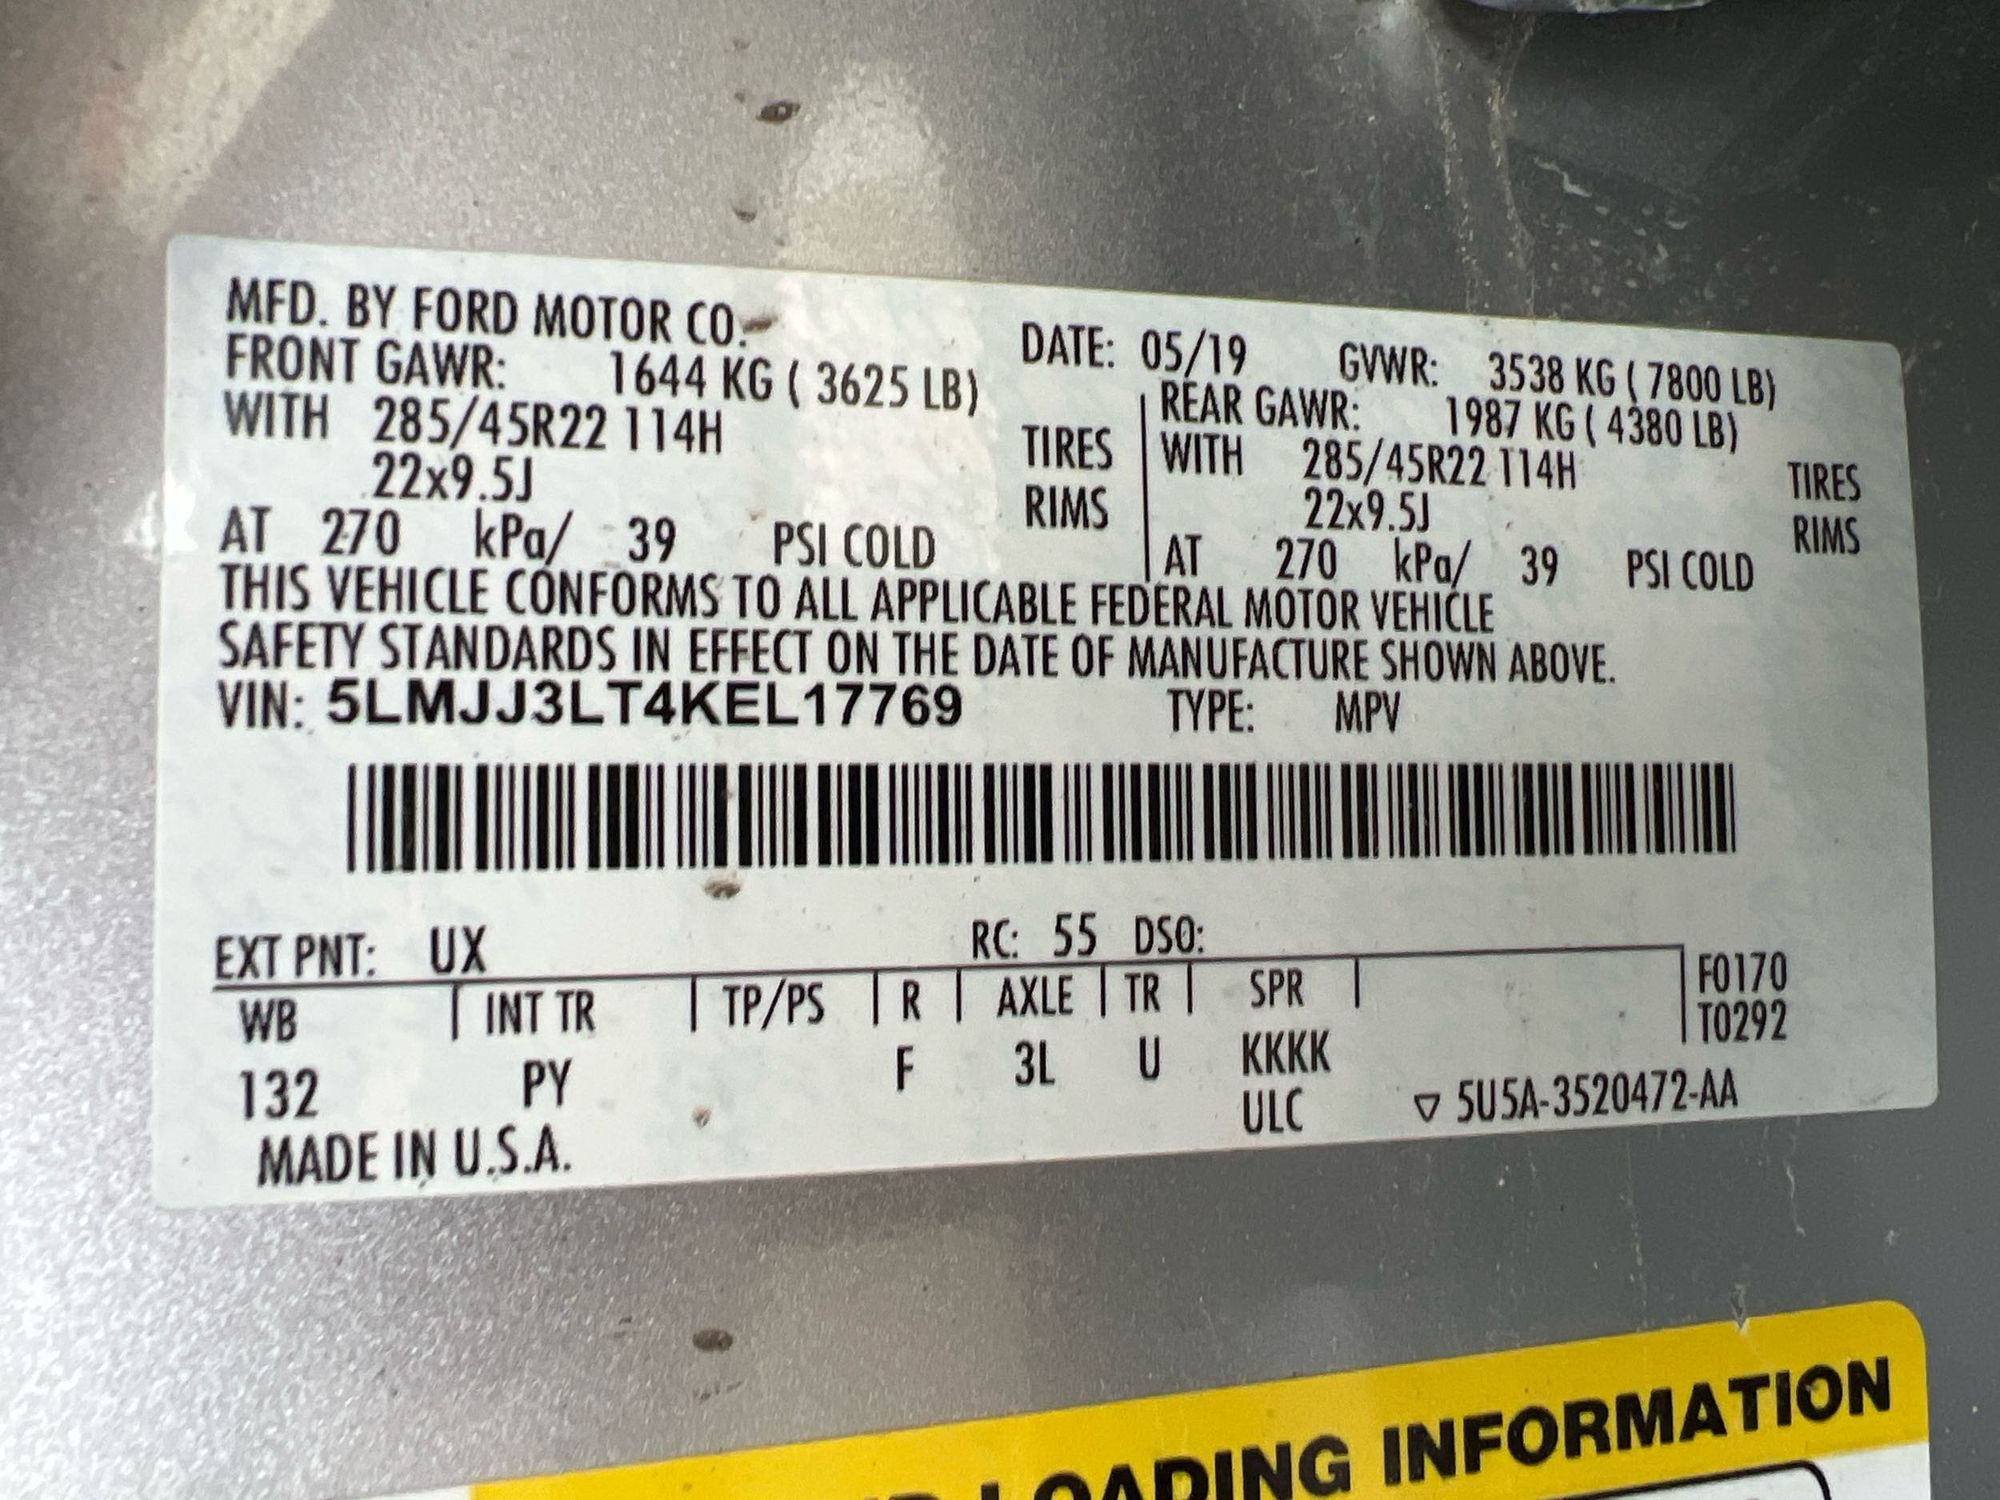 MFD. BY FORD MOTOR CO. DATE: 05/19 GVWR: 3538 KG ( 7800 LB)
FRONT GAWR: 1644 KG ( 3625 LB) REAR GAWR: 1987 KG ( 4380 LB)
WITH 285/45R22 114H TIRES WITH 285/45R22 114H TIRES
22x9.5J RIMS 22x9.5J RIMS
AT 270 kPa/ 39 PSI COLD AT 270 kPa/ 39 PSI COLD
THIS VEHICLE CONFORMS TO ALL APPLICABLE FEDERAL MOTOR VEHICLE
SAFETY STANDARDS IN EFFECT ON THE DATE OF MANUFACTURE SHOWN ABOVE.
VIN: 5LMJJ3LT4KEL17769 TYPE: MPV
EXT PNT: UX RC: 55 DSO:
WB INT TR TP/PS R AXLE TR SPR F0170
T0292
132 PY F 3L U KKKK
ULC ▽ 5U5A-3520472-AA
MADE IN U.S.A.
LOADING INFORMATION